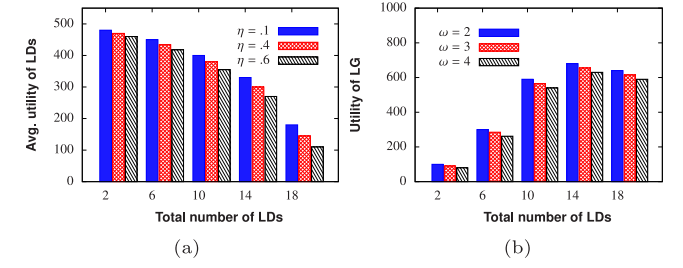 500
400
300
200
100
0
Avg. utility of LDs
η = .1
η = .4
η = .6
2 6 10 14 18
Total number of LDs
(a)
1000
800
600
400
200
0
Utility of LG
ω = 2
ω = 3
ω = 4
2 6 10 14 18
Total number of LDs
(b)